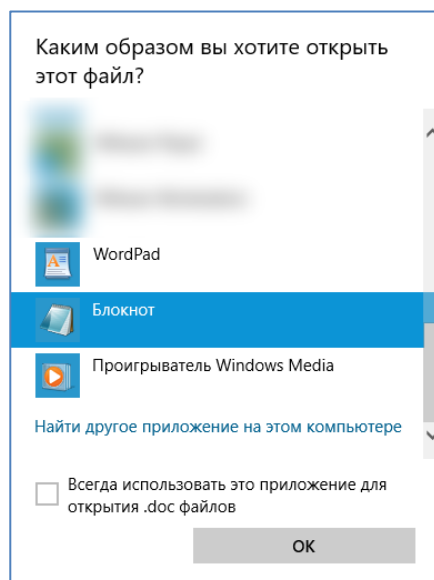 Каким образом вы хотите открыть
этот файл?
WordPad
Блокнот
Проигрыватель Windows Media
Найти другое приложение на этом компьютере
Всегда использовать это приложение для
открытия .doc файлов
ОК